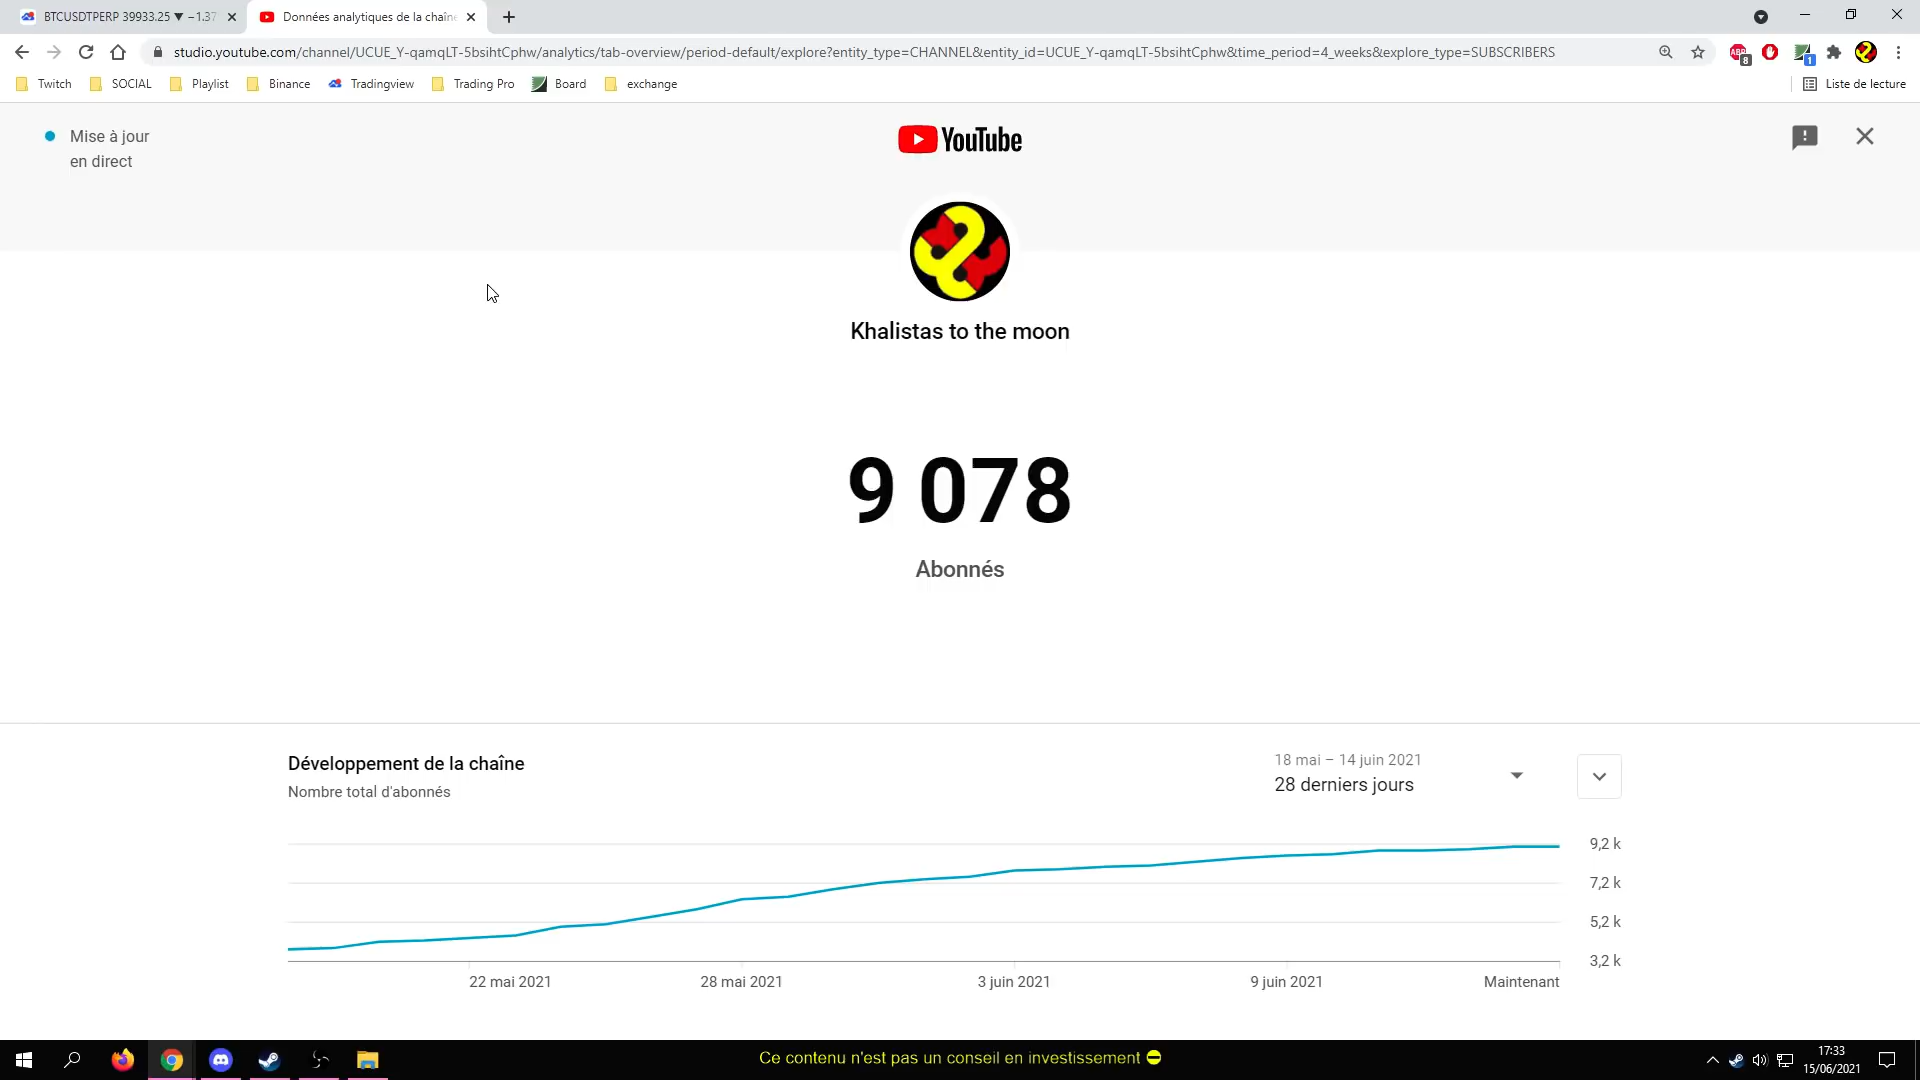 BTCUSDTPERP 39933.25 ▼ −1.37
Données analytiques de la chaîne
studio.youtube.com/channel/UCUE_Y-qamqLT-5bsihtCphw/analytics/tab-overview/period-default/explore?entity_type=CHANNEL&entity_id=UCUE_Y-qamqLT-5bsihtCphw&time_period=4_weeks&explore_type=SUBSCRIBERS
ABP
8
1
Twitch
SOCIAL
Playlist
Binance
Tradingview
Trading Pro
Board
exchange
Liste de lecture
Mise à jour
en direct
YouTube
Khalistas to the moon
9 078
Abonnés
Développement de la chaîne
Nombre total d'abonnés
18 mai – 14 juin 2021
28 derniers jours
9,2 k
7,2 k
5,2 k
3,2 k
22 mai 2021
28 mai 2021
3 juin 2021
9 juin 2021
Maintenant
Ce contenu n'est pas un conseil en investissement
17:33
15/06/2021